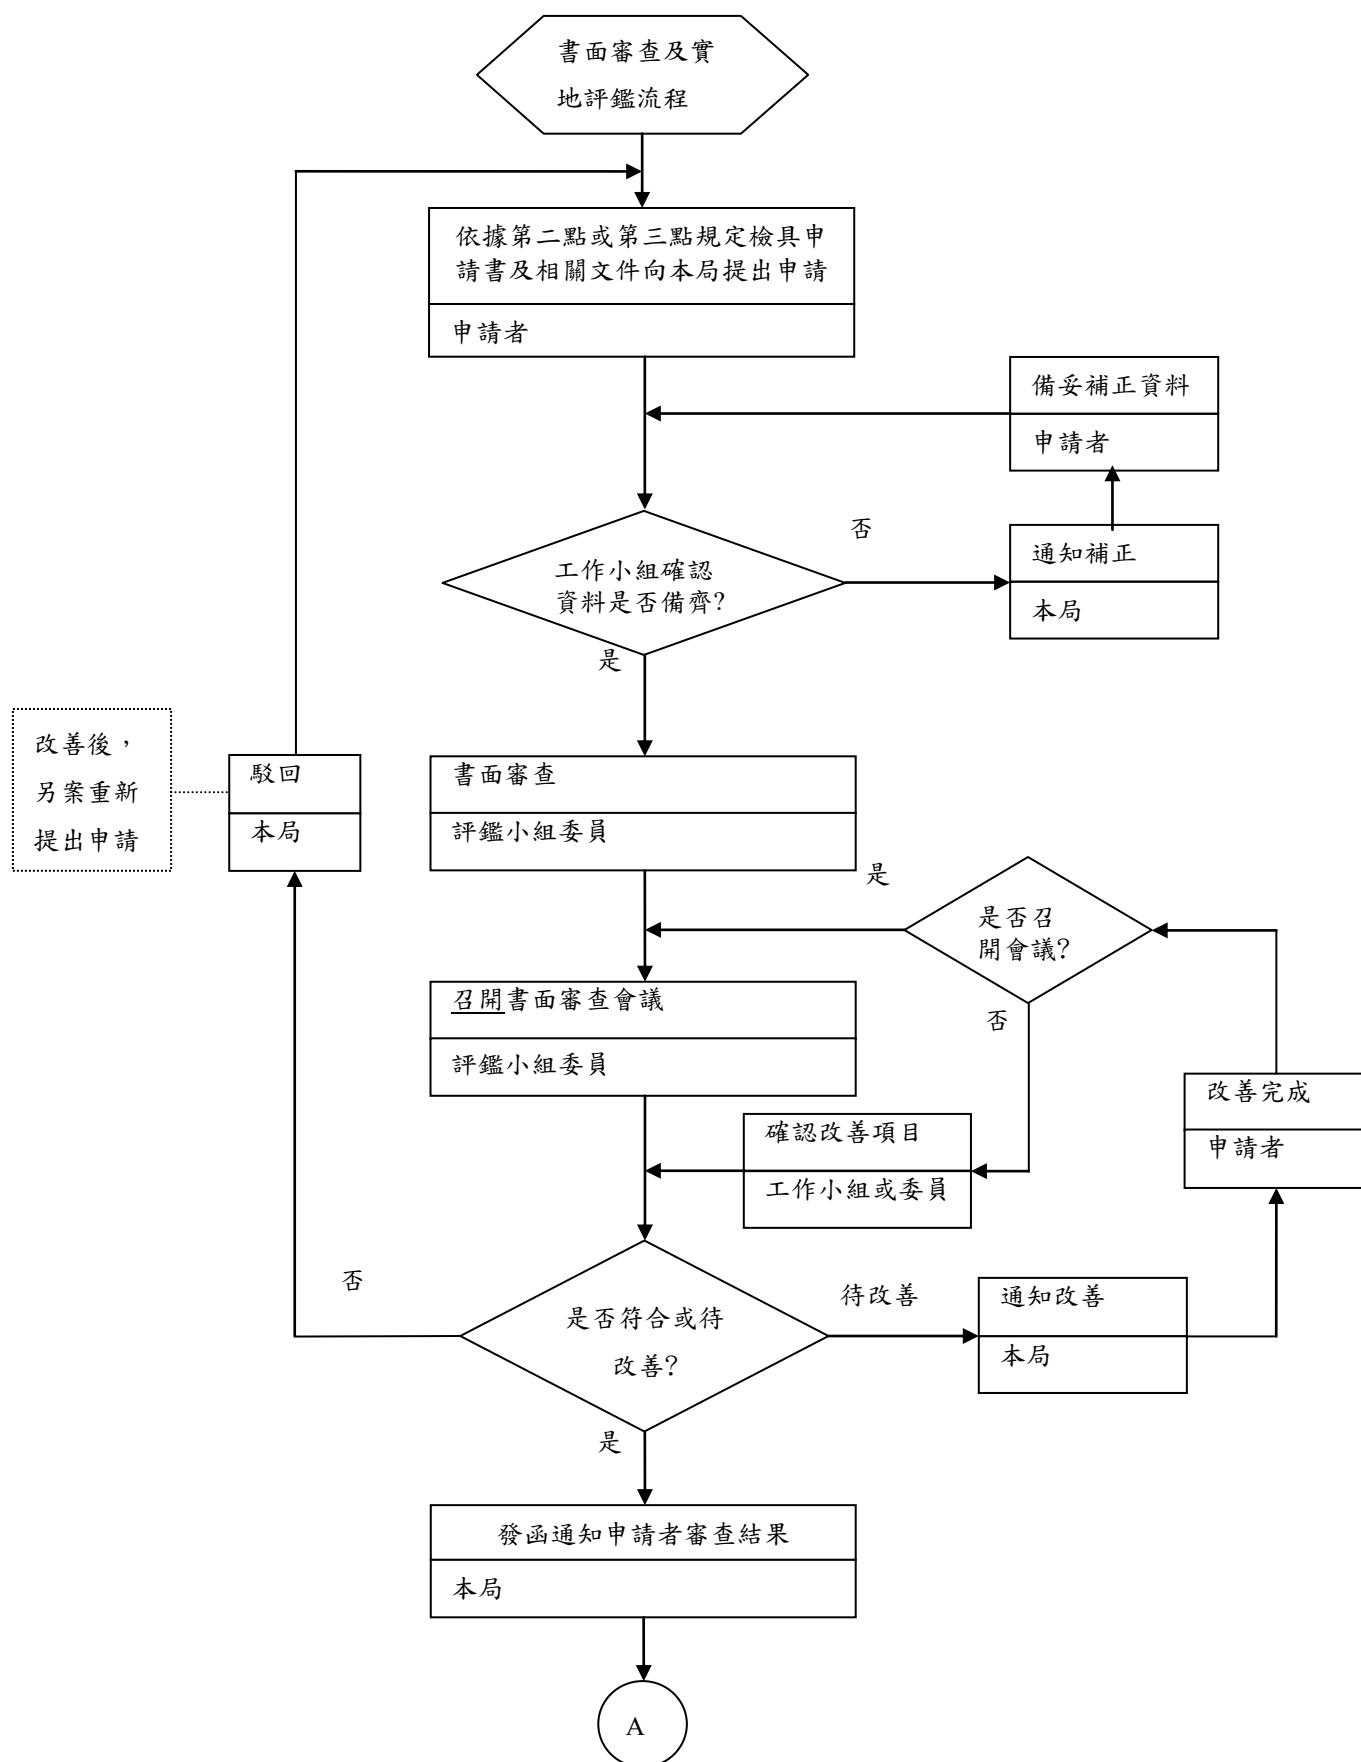 書面審查及實
地評鑑流程
依據第二點或第三點規定檢具申
請書及相關文件向本局提出申請
申請者
備妥補正資料
申請者
否
通知補正
本局
工作小組確認
資料是否備齊?
是
改善後，
另案重新
提出申請
駁回
本局
書面審查
評鑑小組委員
是
是否召
開會議?
否
召開書面審查會議
評鑑小組委員
改善完成
申請者
確認改善項目
工作小組或委員
否
是否符合或待
改善?
待改善
通知改善
本局
是
發函通知申請者審查結果
本局
A